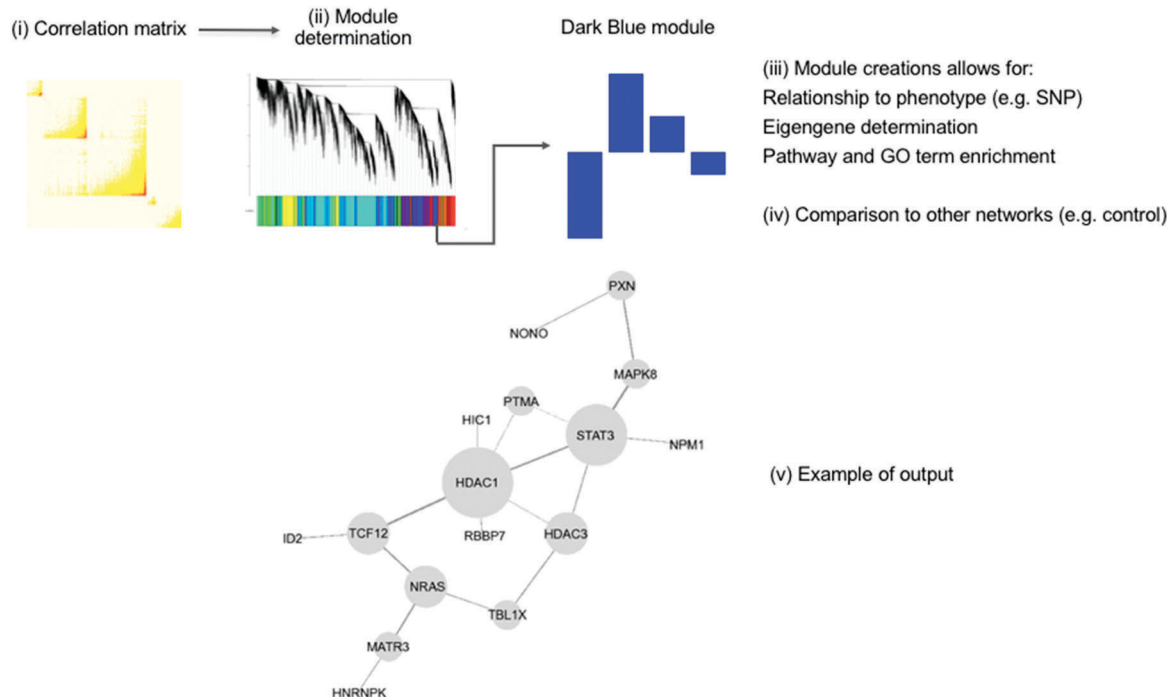 (i) Correlation matrix
(ii) Module
determination
Dark Blue module
(iii) Module creations allows for:
Relationship to phenotype (e.g. SNP)
Eigengene determination
Pathway and GO term enrichment
(iv) Comparison to other networks (e.g. control)
PXN
NONO
MAPK8
PTMA
HIC1
STAT3
NPM1
HDAC1
(v) Example of output
ID2
TCF12
RBBP7
HDAC3
NRAS
TBL1X
MATR3
HNRNPK